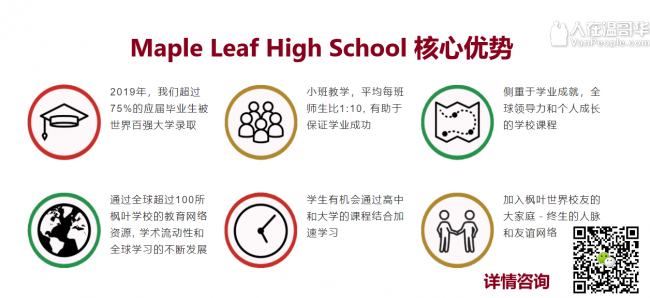 人在温哥华
VanPeople.com
Maple Leaf High School 核心优势
2019年，我们超过
75%的应届毕业生被
世界百强大学录取
小班教学，平均每班
师生比1:10, 有助于
保证学业成功
侧重于学业成就，全
球领导力和个人成长
的学校课程
通过全球超过100所
枫叶学校的教育网络
资源, 学术流动性和
全球学习的不断发展
学生有机会通过高中
和大学的课程结合加
速学习
加入枫叶世界校友的
大家庭 - 终生的人脉
和友谊网络
详情咨询